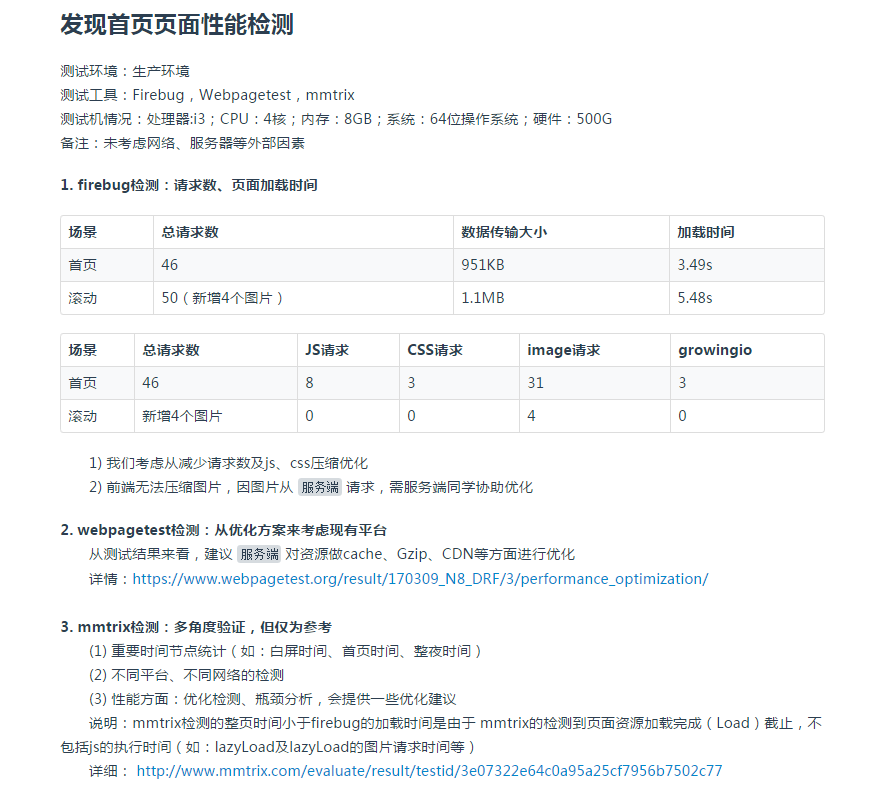 发现首页页面性能检测
测试环境：生产环境
测试工具：Firebug，Webpagetest，mmtrix
测试机情况：处理器:i3；CPU：4核；内存：8GB；系统：64位操作系统；硬件：500G
备注：未考虑网络、服务器等外部因素
1. firebug检测：请求数、页面加载时间
场景 总请求数 数据传输大小 加载时间
首页 46 951KB 3.49s
滚动 50（新增4个图片） 1.1MB 5.48s
场景 总请求数 JS请求 CSS请求 image请求 growingio
首页 46 8 3 31 3
滚动 新增4个图片 0 0 4 0
1) 我们考虑从减少请求数及js、css压缩优化
2) 前端无法压缩图片，因图片从 服务端 请求，需服务端同学协助优化
2. webpagetest检测：从优化方案来考虑现有平台
从测试结果来看，建议 服务端 对资源做cache、Gzip、CDN等方面进行优化
详情：https://www.webpagetest.org/result/170309_N8_DRF/3/performance_optimization/
3. mmtrix检测：多角度验证，但仅为参考
(1) 重要时间节点统计（如：白屏时间、首页时间、整夜时间）
(2) 不同平台、不同网络的检测
(3) 性能方面：优化检测、瓶颈分析，会提供一些优化建议
说明：mmtrix检测的整页时间小于firebug的加载时间是由于 mmtrix的检测到页面资源加载完成（Load）截止，不
包括js的执行时间（如：lazyLoad及lazyLoad的图片请求时间等）
详细： http://www.mmtrix.com/evaluate/result/testid/3e07322e64c0a95a25cf7956b7502c77